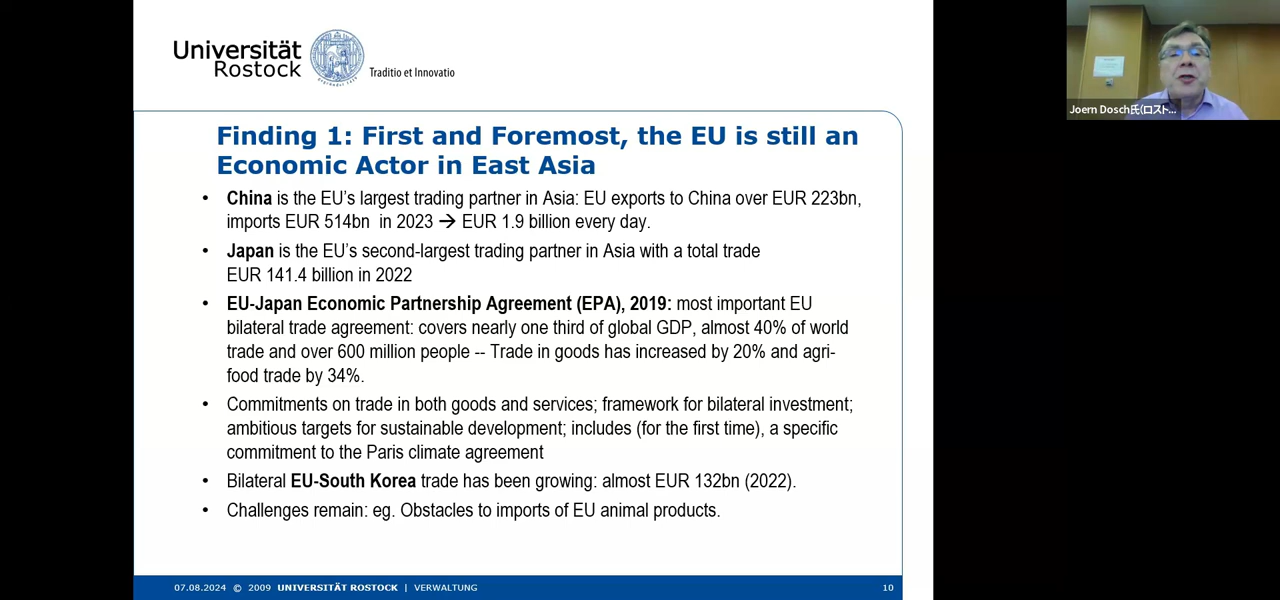 Universität
Rostock
Traditio et Innovatio
Joern Dosch氏(ロスト...
Finding 1: First and Foremost, the EU is still an
Economic Actor in East Asia
• China is the EU’s largest trading partner in Asia: EU exports to China over EUR 223bn,
imports EUR 514bn in 2023 → EUR 1.9 billion every day.
• Japan is the EU’s second-largest trading partner in Asia with a total trade
EUR 141.4 billion in 2022
• EU-Japan Economic Partnership Agreement (EPA), 2019: most important EU
bilateral trade agreement: covers nearly one third of global GDP, almost 40% of world
trade and over 600 million people -- Trade in goods has increased by 20% and agri-
food trade by 34%.
• Commitments on trade in both goods and services; framework for bilateral investment;
ambitious targets for sustainable development; includes (for the first time), a specific
commitment to the Paris climate agreement
• Bilateral EU-South Korea trade has been growing: almost EUR 132bn (2022).
• Challenges remain: eg. Obstacles to imports of EU animal products.
07.08.2024 © 2009 UNIVERSITÄT ROSTOCK | VERWALTUNG
10